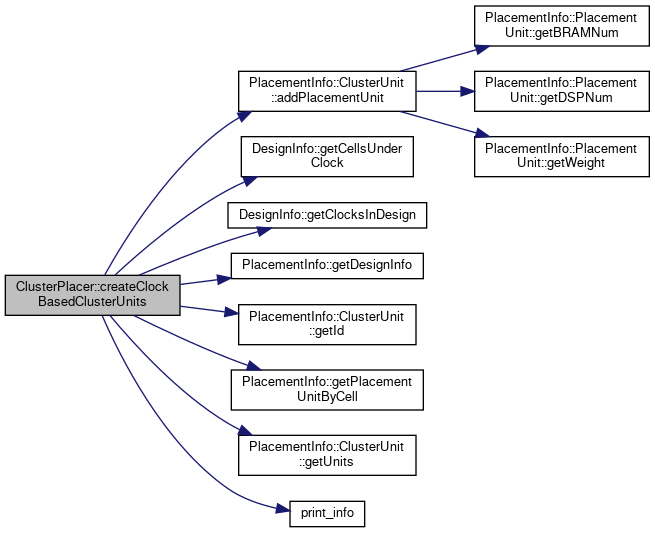 ClusterPlacer::createClock
BasedClusterUnits
PlacementInfo::ClusterUnit
::addPlacementUnit
PlacementInfo::Placement
Unit::getBRAMNum
PlacementInfo::Placement
Unit::getDSPNum
PlacementInfo::Placement
Unit::getWeight
DesignInfo::getCellsUnder
Clock
DesignInfo::getClocksInDesign
PlacementInfo::getDesignInfo
PlacementInfo::ClusterUnit
::getId
PlacementInfo::getPlacement
UnitByCell
PlacementInfo::ClusterUnit
::getUnits
print_info